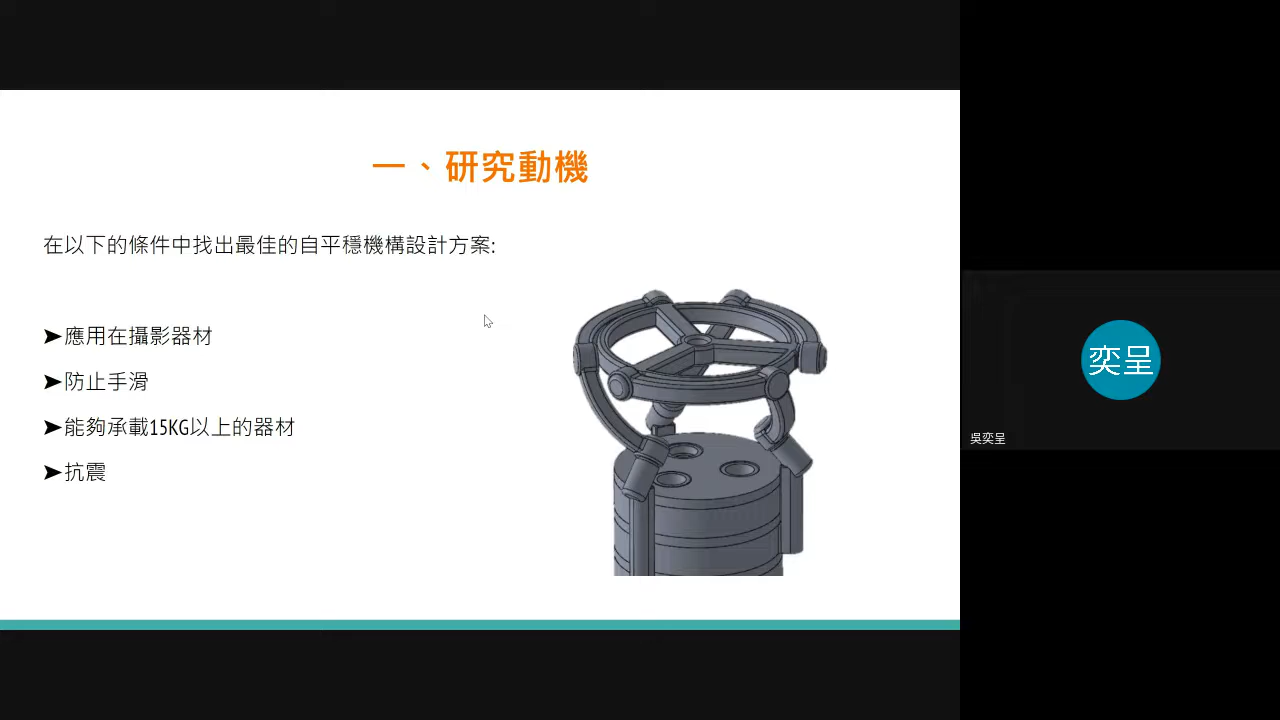 一、研究動機
在以下的條件中找出最佳的自平穩機構設計方案:
➤應用在攝影器材
➤防止手滑
➤能夠承載15KG以上的器材
➤抗震
奕呈
吳奕呈